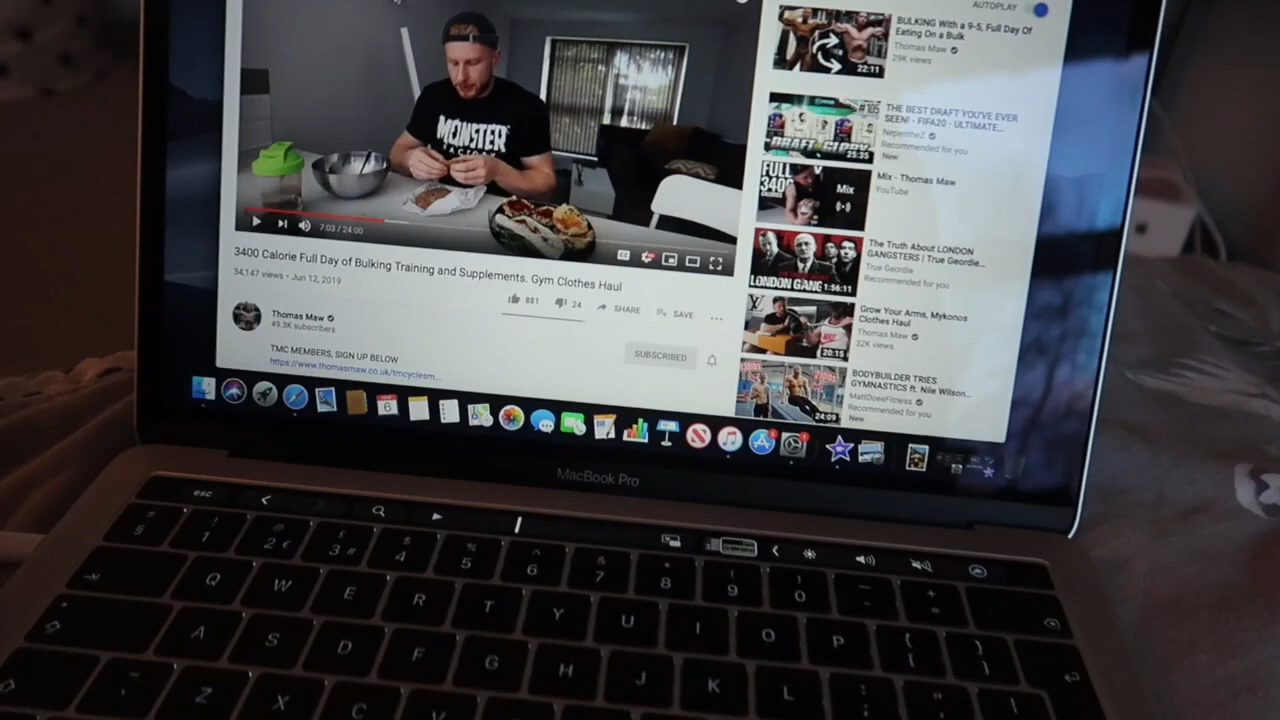 AUTOPLAY
BULKING With a 9-5, Full Day Of
Eating On a Bulk
Thomas Maw
29K views
22:11
MONSTER
#105
DRAFT GLORY
25:35
THE BEST DRAFT YOU'VE EVER
SEEN! - FIFA20 - ULTIMATE...
NepentheZ
Recommended for you
New
FULL
3400
Mix
Mix - Thomas Maw
YouTube
7:03 / 24:00
CC
LONDON GANG
1:56:11
The Truth About LONDON
GANGSTERS | True Geordie...
True Geordie
Recommended for you
3400 Calorie Full Day of Bulking Training and Supplements. Gym Clothes Haul
34,147 views • Jun 12, 2019
881
24
SHARE
SAVE
20:15
Grow Your Arms, Mykonos
Clothes Haul
Thomas Maw
32K views
Thomas Maw
49.3K subscribers
SUBSCRIBED
TMC MEMBERS, SIGN UP BELOW
https://www.thomasmaw.co.uk/tmcyclesm...
24:09
BODYBUILDER TRIES
GYMNASTICS ft. Nile Wilson...
MattDoesFitness
Recommended for you
New
6
MacBook Pro
esc
§ 1 2 € 3 # 4 5 6 7 8 9 0 - + =
Q W E R T Y U I O P { [ } ]
A S D F G H J K L
Z X C V